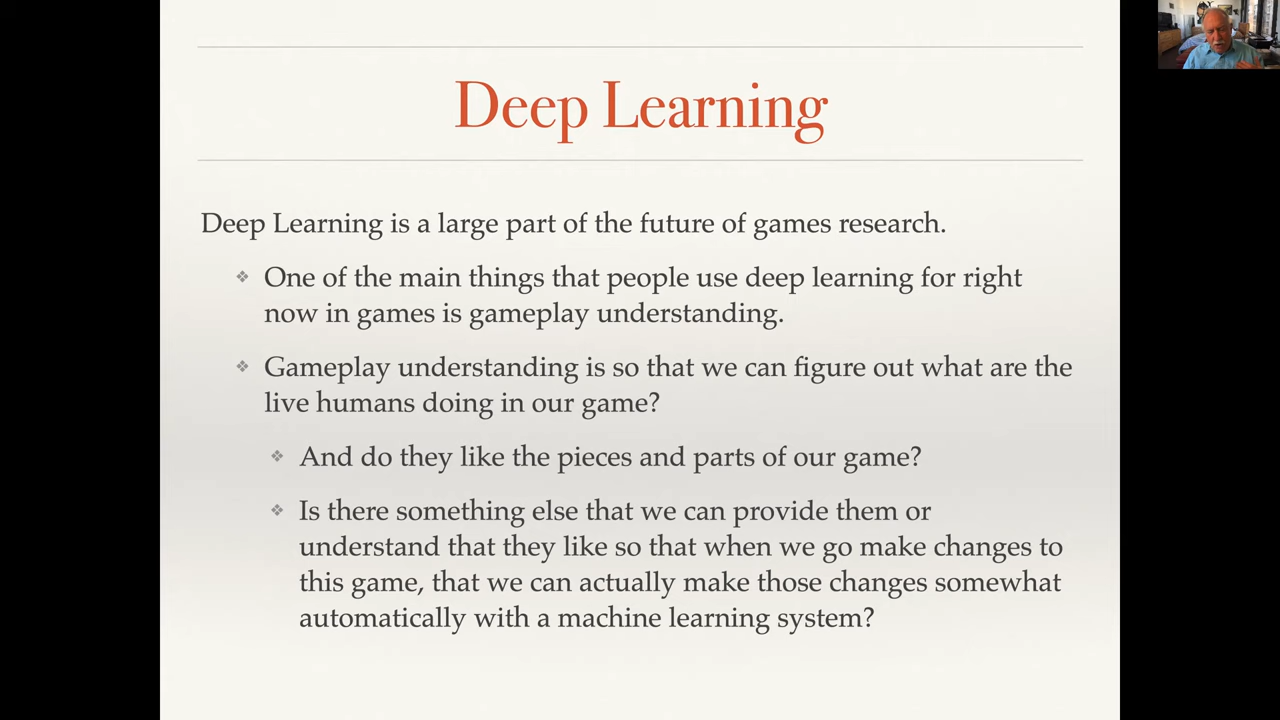 Deep Learning
Deep Learning is a large part of the future of games research.
❖ One of the main things that people use deep learning for right
now in games is gameplay understanding.
❖ Gameplay understanding is so that we can figure out what are the
live humans doing in our game?
❖ And do they like the pieces and parts of our game?
❖ Is there something else that we can provide them or
understand that they like so that when we go make changes to
this game, that we can actually make those changes somewhat
automatically with a machine learning system?